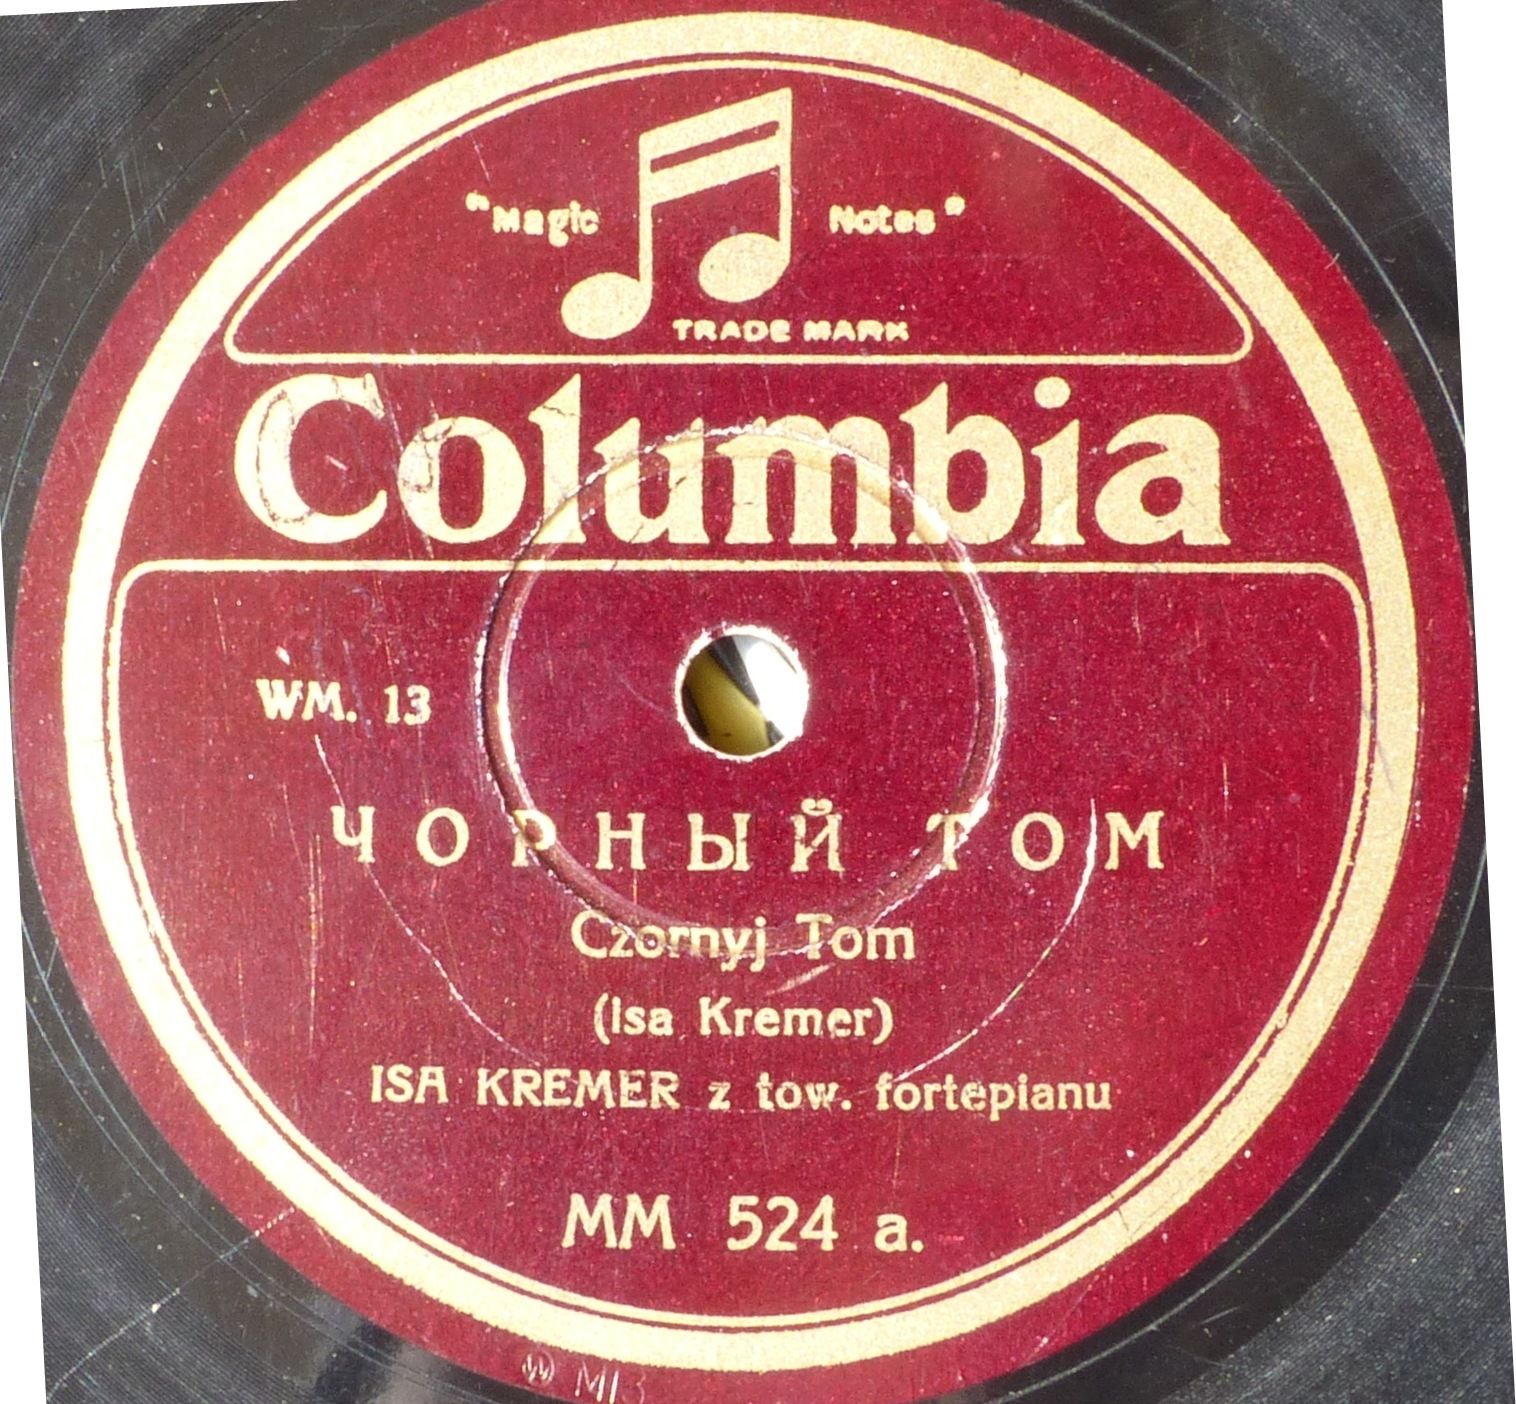 "Magic Notes"
TRADE MARK
Columbia
WM. 13
ЧОРНЫЙ ТОМ
Czornyj Tom
(Isa Kremer)
ISA KREMER z tow. fortepianu
MM 524 a.
W M13